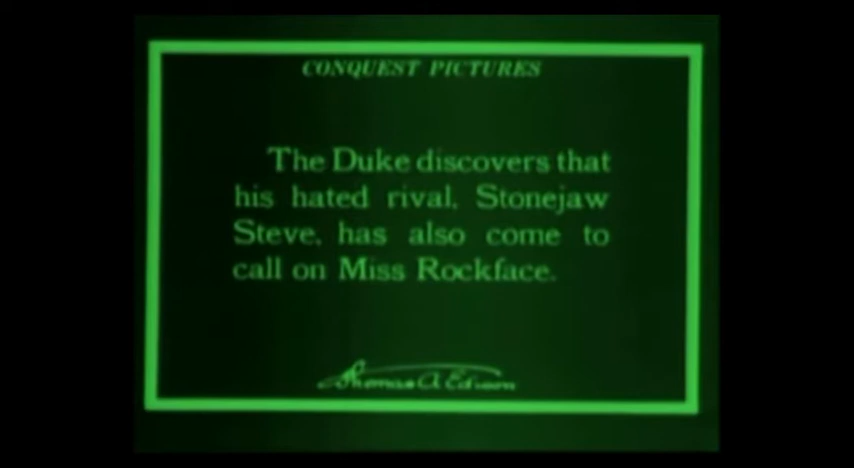 CONQUEST PICTURES
The Duke discovers that
his hated rival, Stonejaw
Steve, has also come to
call on Miss Rockface.
Thomas A. Edison